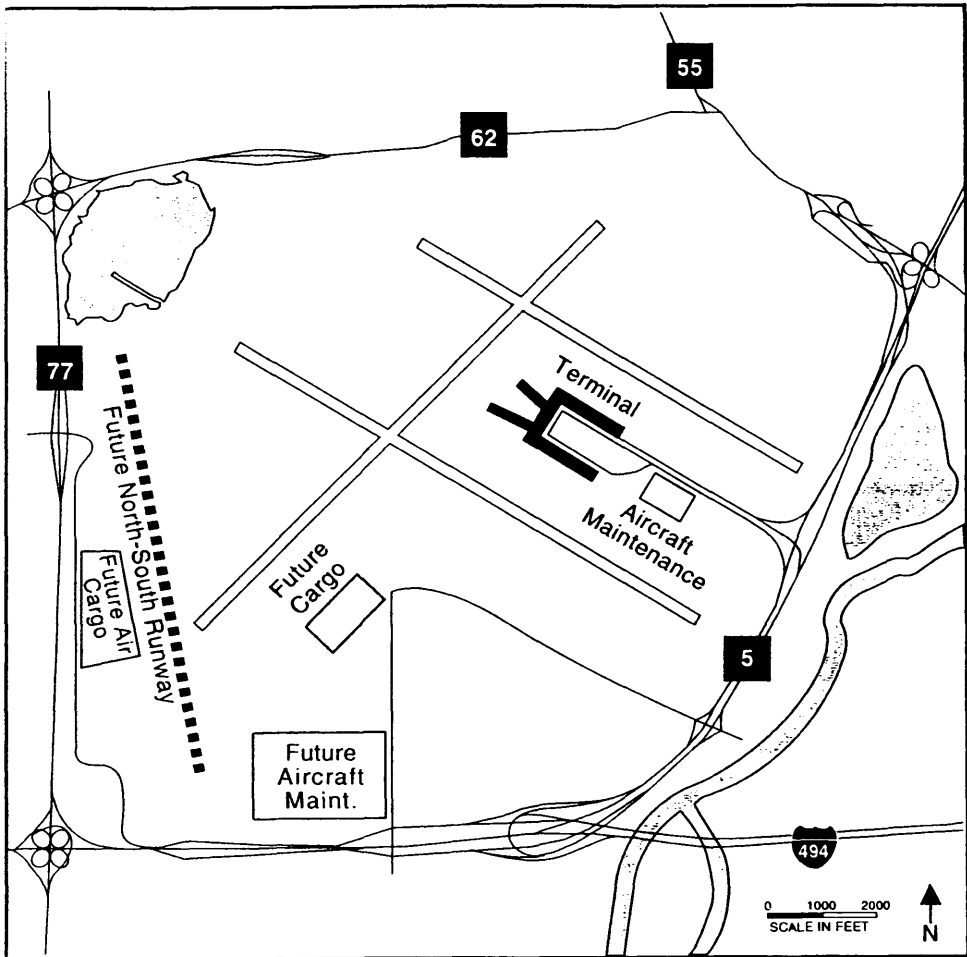 55
62
77
Terminal
Aircraft
Maintenance
Future North-South Runway
Future
Cargo
Future Air
Cargo
5
Future
Aircraft
Maint.
494
0 1000 2000
SCALE IN FEET
N